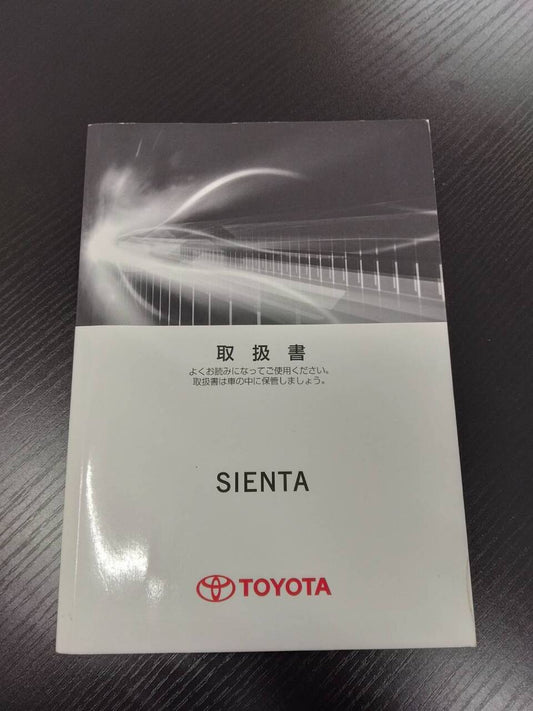 取扱書
よくお読みになってご使用ください。
取扱書は車の中に保管しましょう。
SIENTA
TOYOTA